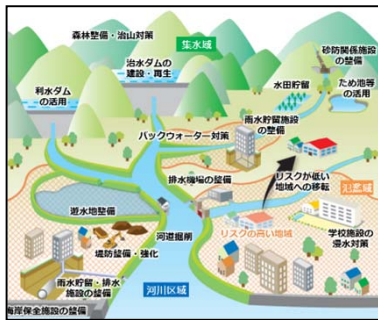 森林整備・治山対策
集水域
砂防関係施設
の整備
治水ダムの
建設・再生
利水ダム
の活用
水田貯留
ため池等
の活用
雨水貯留施設
の整備
バックウォーター対策
排水機場の整備
リスクが低い
地域への移転
氾濫域
遊水地整備
リスクの高い地域
学校施設の
浸水対策
河道掘削
堤防整備・強化
雨水貯留・排水
施設の整備
河川区域
海岸保全施設の整備